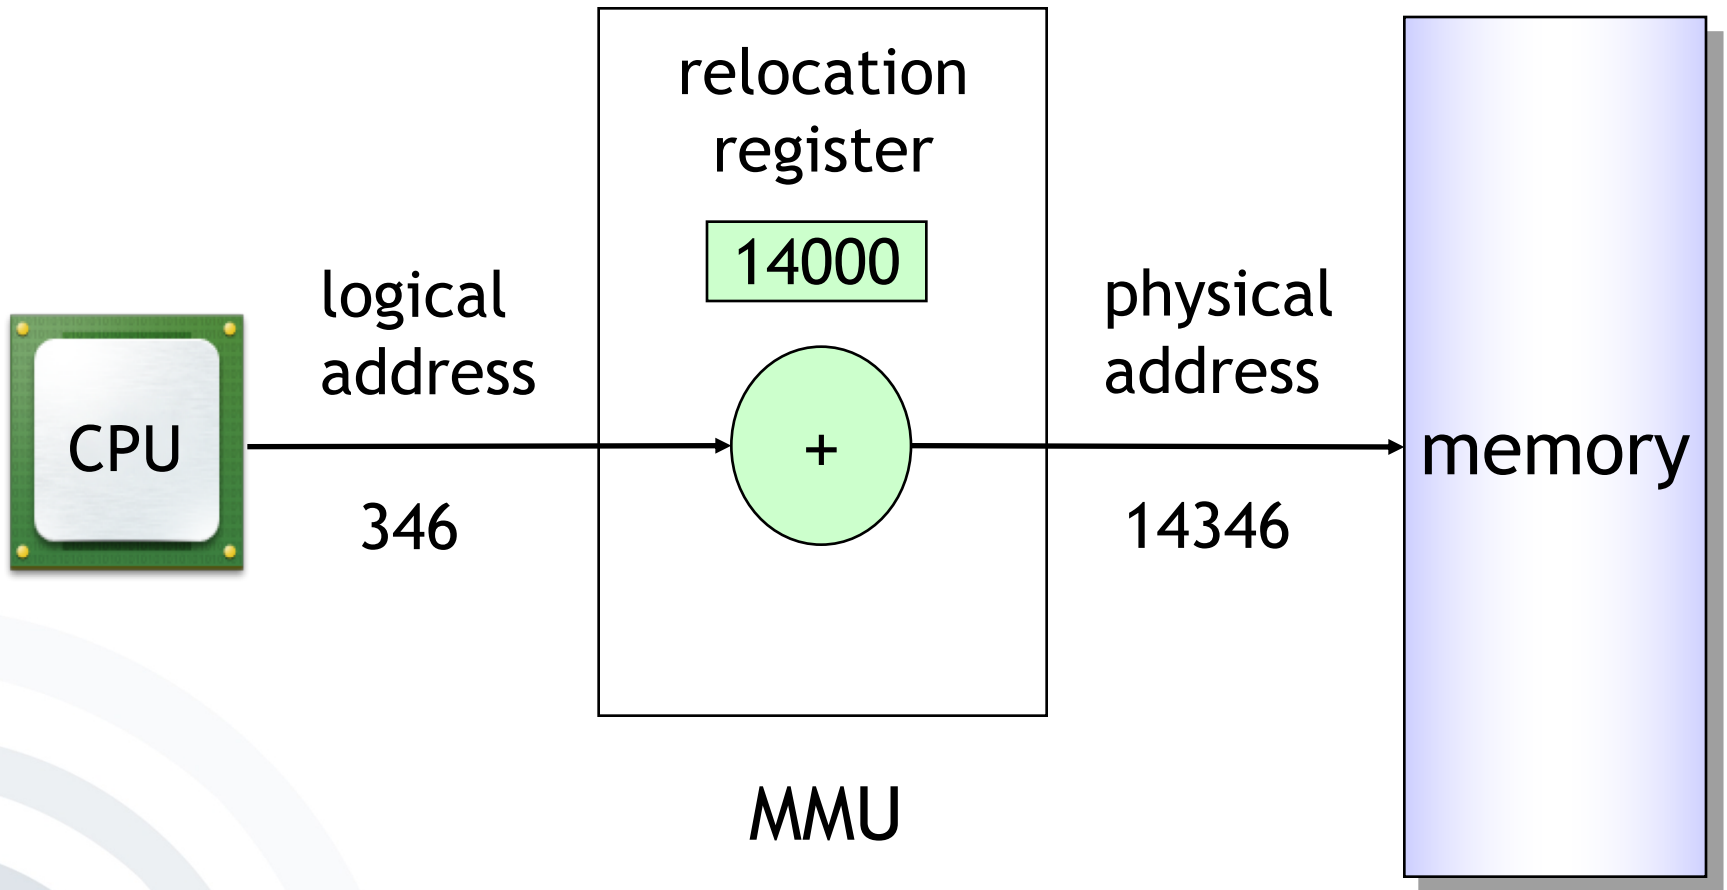 relocation
register
14000
logical
address
physical
address
CPU
+
memory
346
14346
MMU